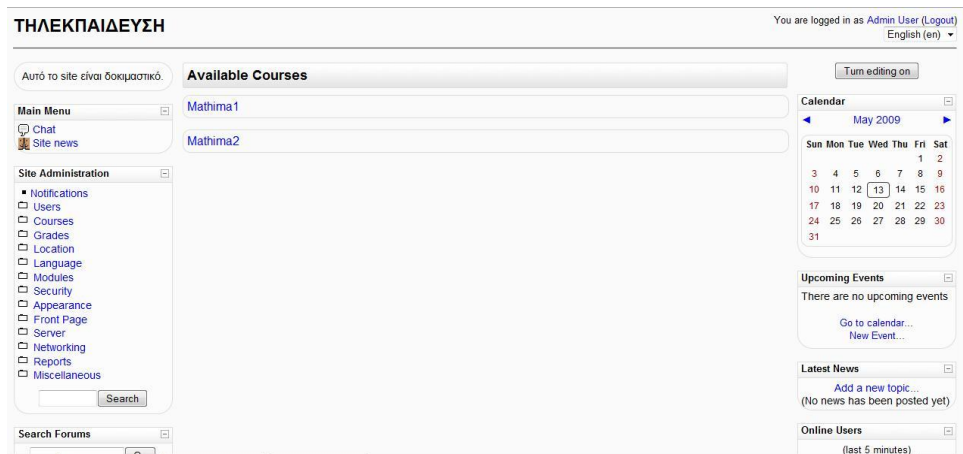 ΤΗΛΕΚΠΑΙΔΕΥΣΗ
You are logged in as Admin User (Logout)
English (en)
Αυτό το site είναι δοκιμαστικό.
Main Menu
Chat
Site news
Site Administration
Notifications
Users
Courses
Grades
Location
Language
Modules
Security
Appearance
Front Page
Server
Networking
Reports
Miscellaneous
Search
Search Forums
Available Courses
Mathima1
Mathima2
Turn editing on
Calendar
◄ May 2009 ►
Sun Mon Tue Wed Thu Fri Sat
1 2
3 4 5 6 7 8 9
10 11 12 13 14 15 16
17 18 19 20 21 22 23
24 25 26 27 28 29 30
31
Upcoming Events
There are no upcoming events
Go to calendar...
New Event...
Latest News
Add a new topic...
(No news has been posted yet)
Online Users
(last 5 minutes)